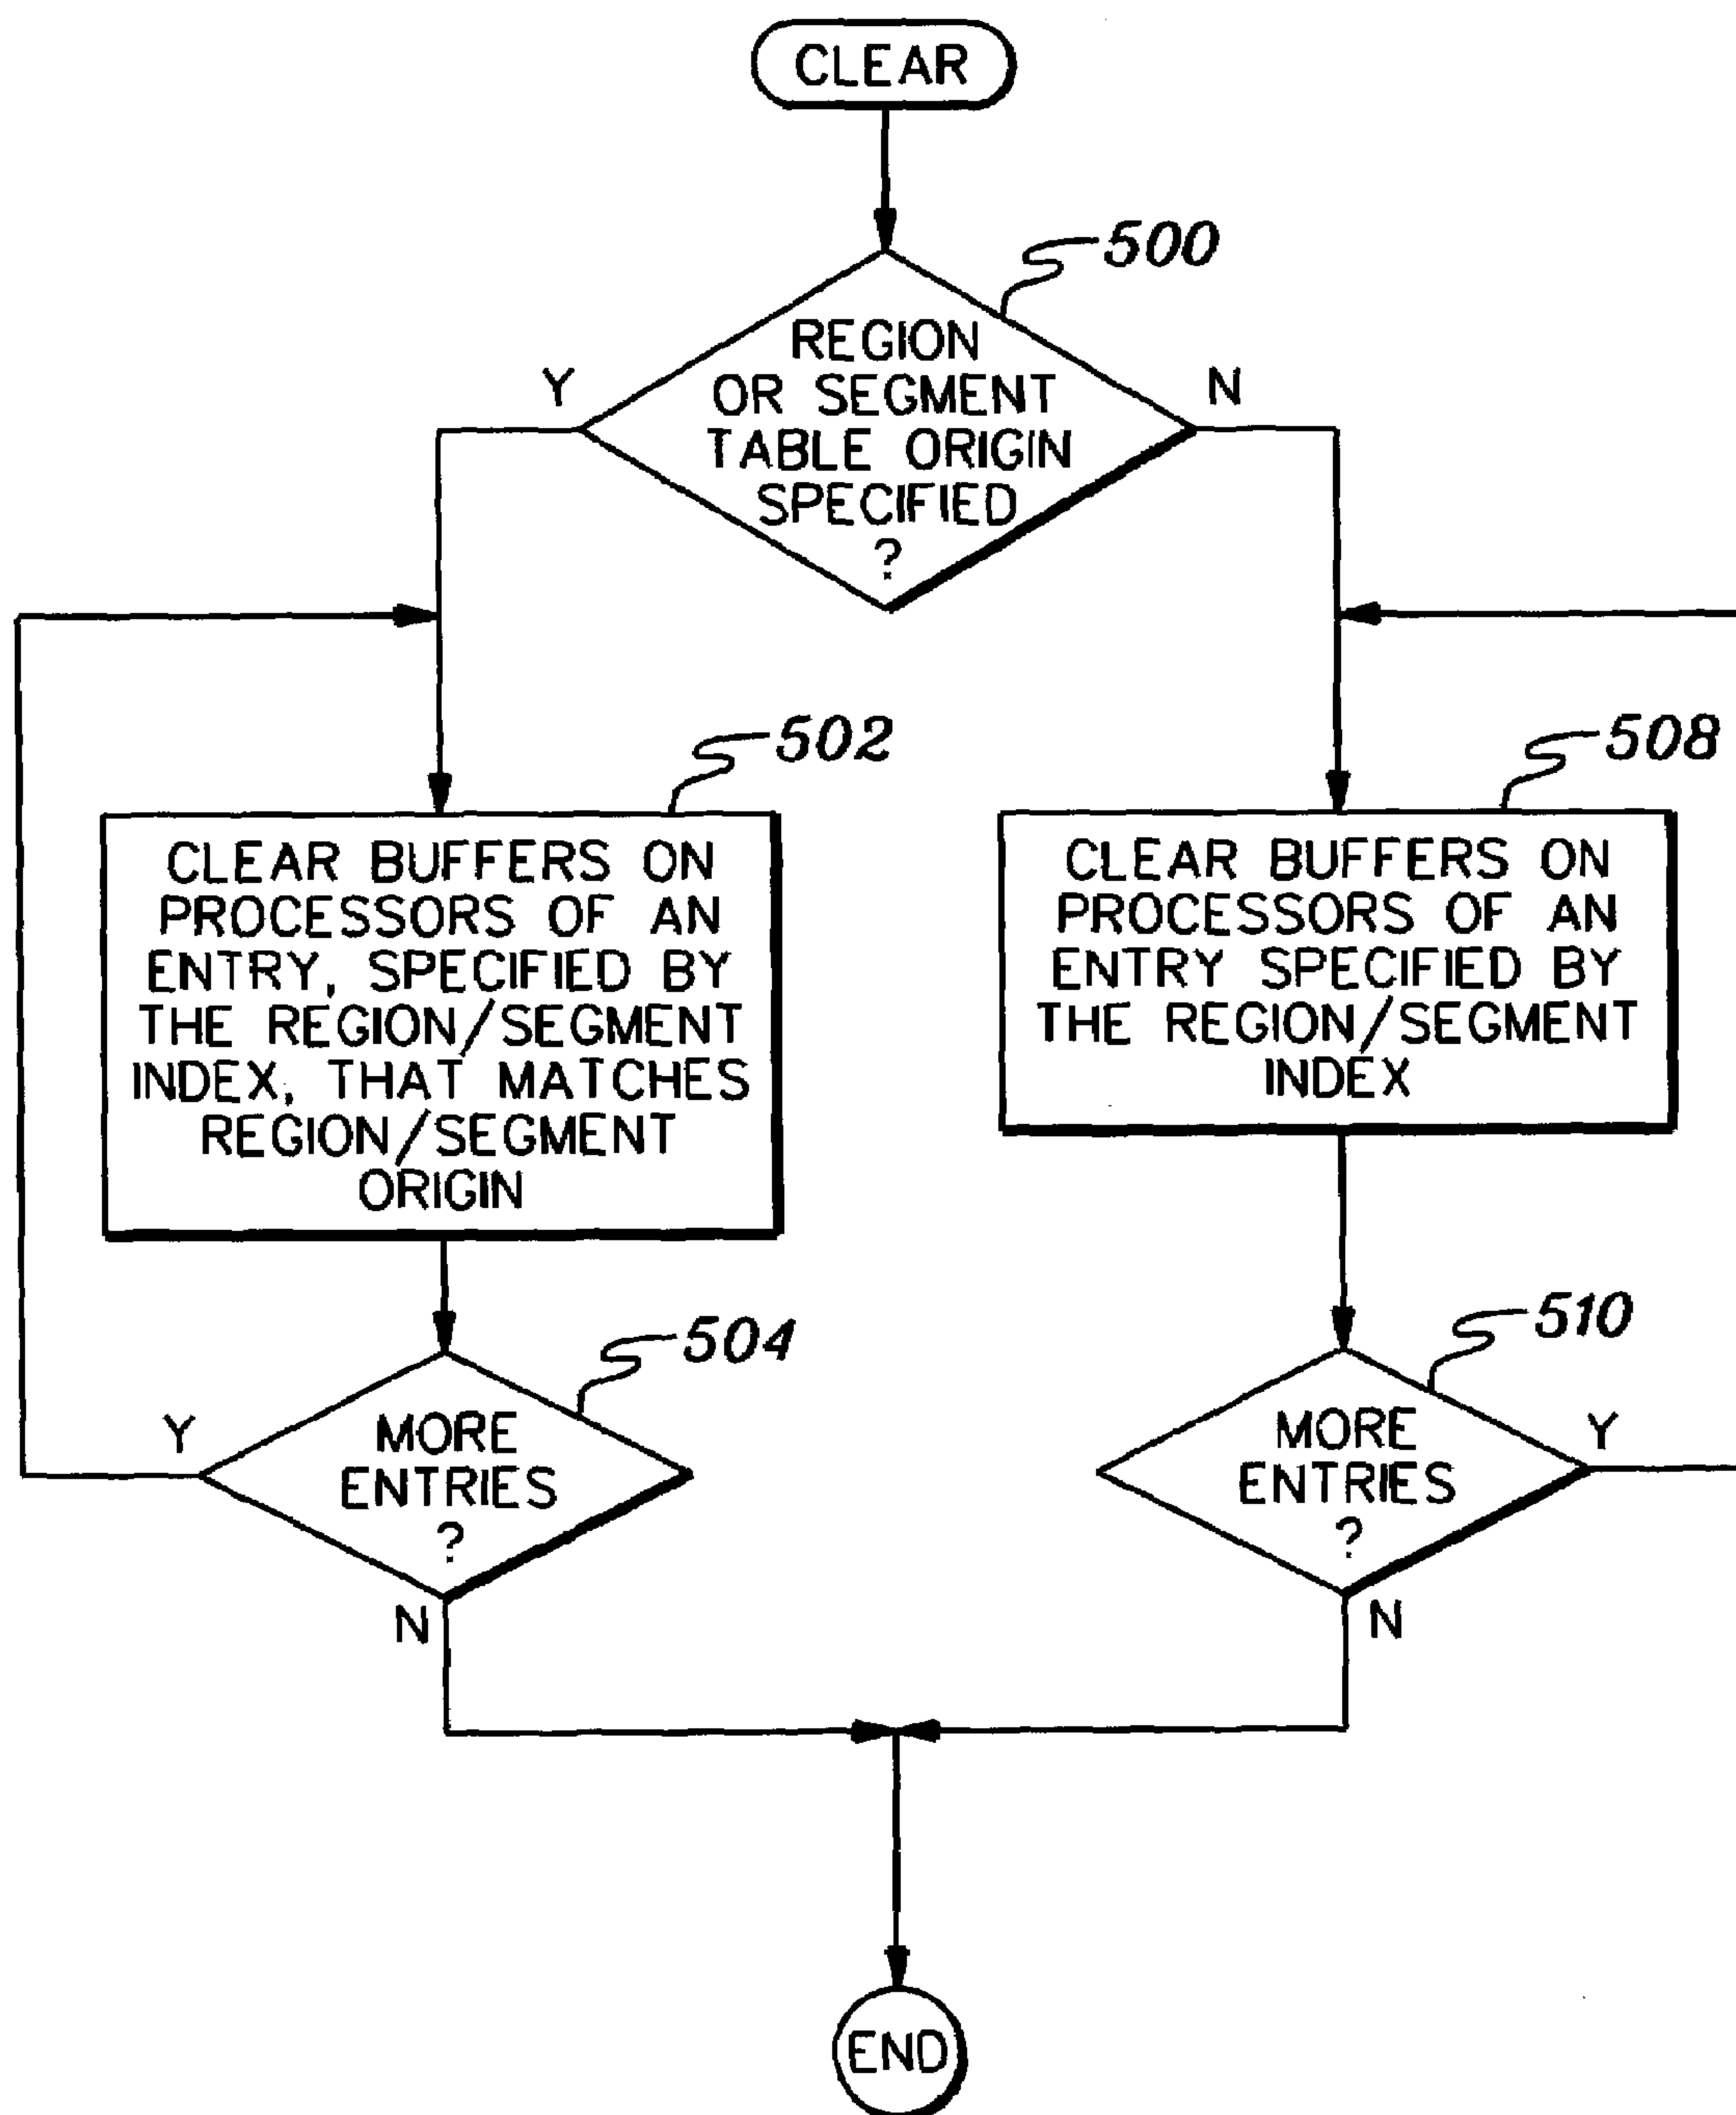 CLEAR
500
REGION
OR SEGMENT
TABLE ORIGIN
SPECIFIED
?
Y
N
502
CLEAR BUFFERS ON
PROCESSORS OF AN
ENTRY, SPECIFIED BY
THE REGION/SEGMENT
INDEX, THAT MATCHES
REGION/SEGMENT
ORIGIN
508
CLEAR BUFFERS ON
PROCESSORS OF AN
ENTRY SPECIFIED BY
THE REGION/SEGMENT
INDEX
504
MORE
ENTRIES
?
Y
N
510
MORE
ENTRIES
?
Y
N
END